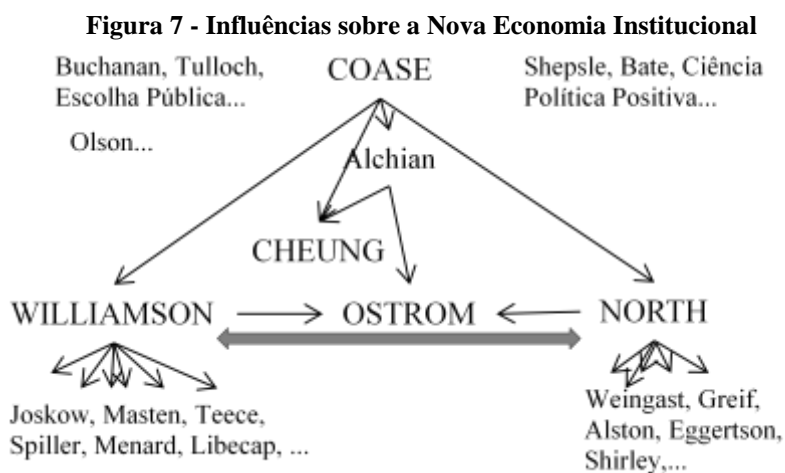 Figura 7 - Influências sobre a Nova Economia Institucional
Buchanan, Tulloch,
Escolha Pública...
Olson...
COASE
Shepsle, Bate, Ciência
Política Positiva...
Alchian
CHEUNG
WILLIAMSON
OSTROM
NORTH
Joskow, Masten, Teece,
Spiller, Menard, Libecap, ...
Weingast, Greif,
Alston, Eggertson,
Shirley,...